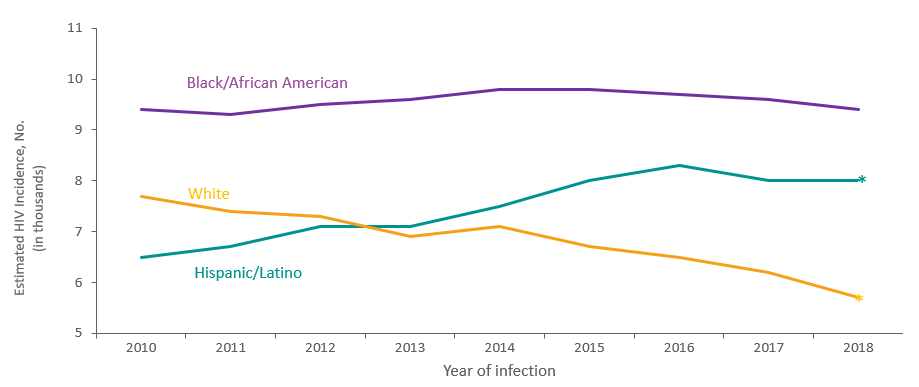 11
10
9
8
7
6
5
Estimated HIV Incidence, No.
(in thousands)
Black/African American
White
Hispanic/Latino
*
*
2010 2011 2012 2013 2014 2015 2016 2017 2018
Year of infection